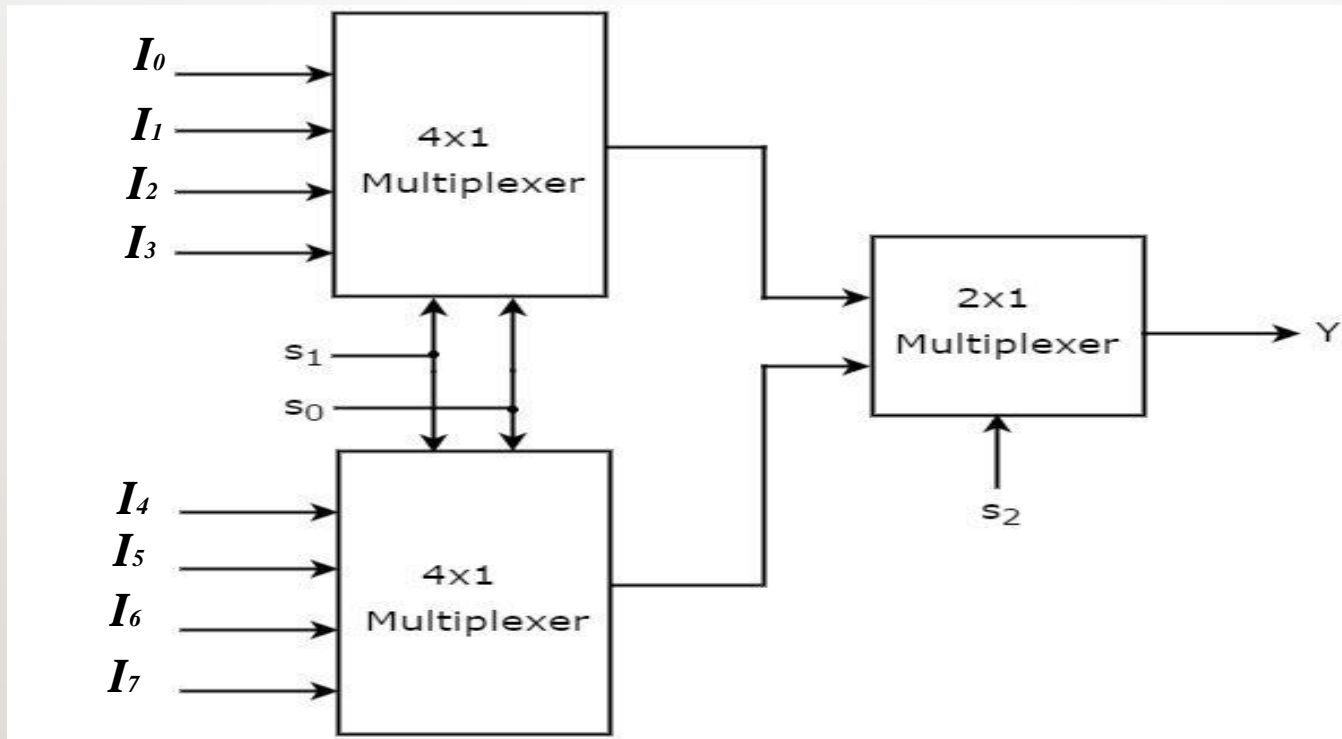 I₀
I₁
I₂
I₃
4x1
Multiplexer
s₁
s₀
2x1
Multiplexer
Y
s₂
I₄
I₅
I₆
I₇
4x1
Multiplexer